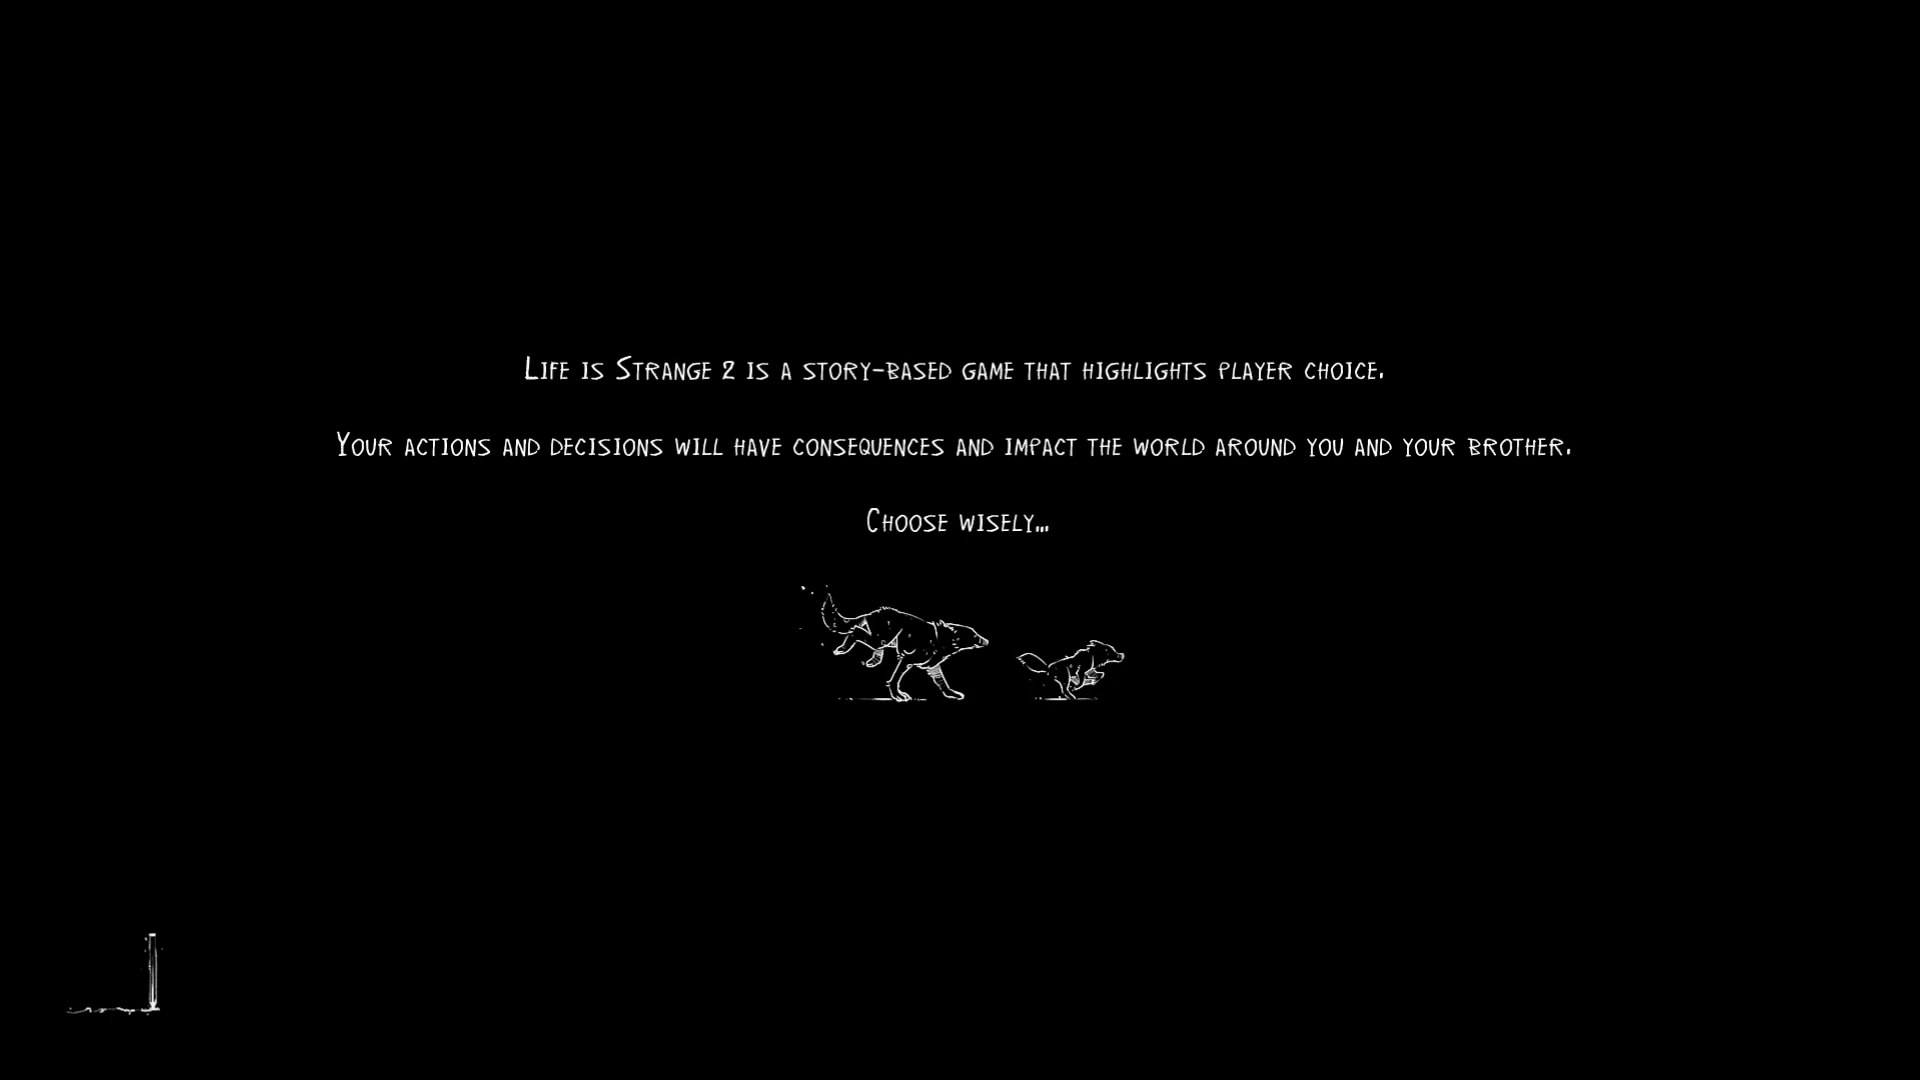 Life is Strange 2 is a story-based game that highlights player choice.
Your actions and decisions will have consequences and impact the world around you and your brother.
Choose wisely...